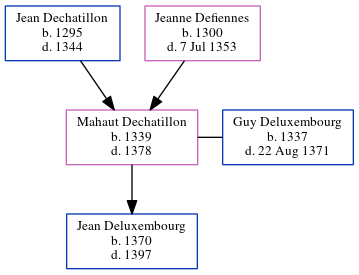 Jean Dechatillon
b. 1295
d. 1344
Jeanne Defiennes
b. 1300
d. 7 Jul 1353
Mahaut Dechatillon
b. 1339
d. 1378
Guy Deluxembourg
b. 1337
d. 22 Aug 1371
Jean Deluxembourg
b. 1370
d. 1397